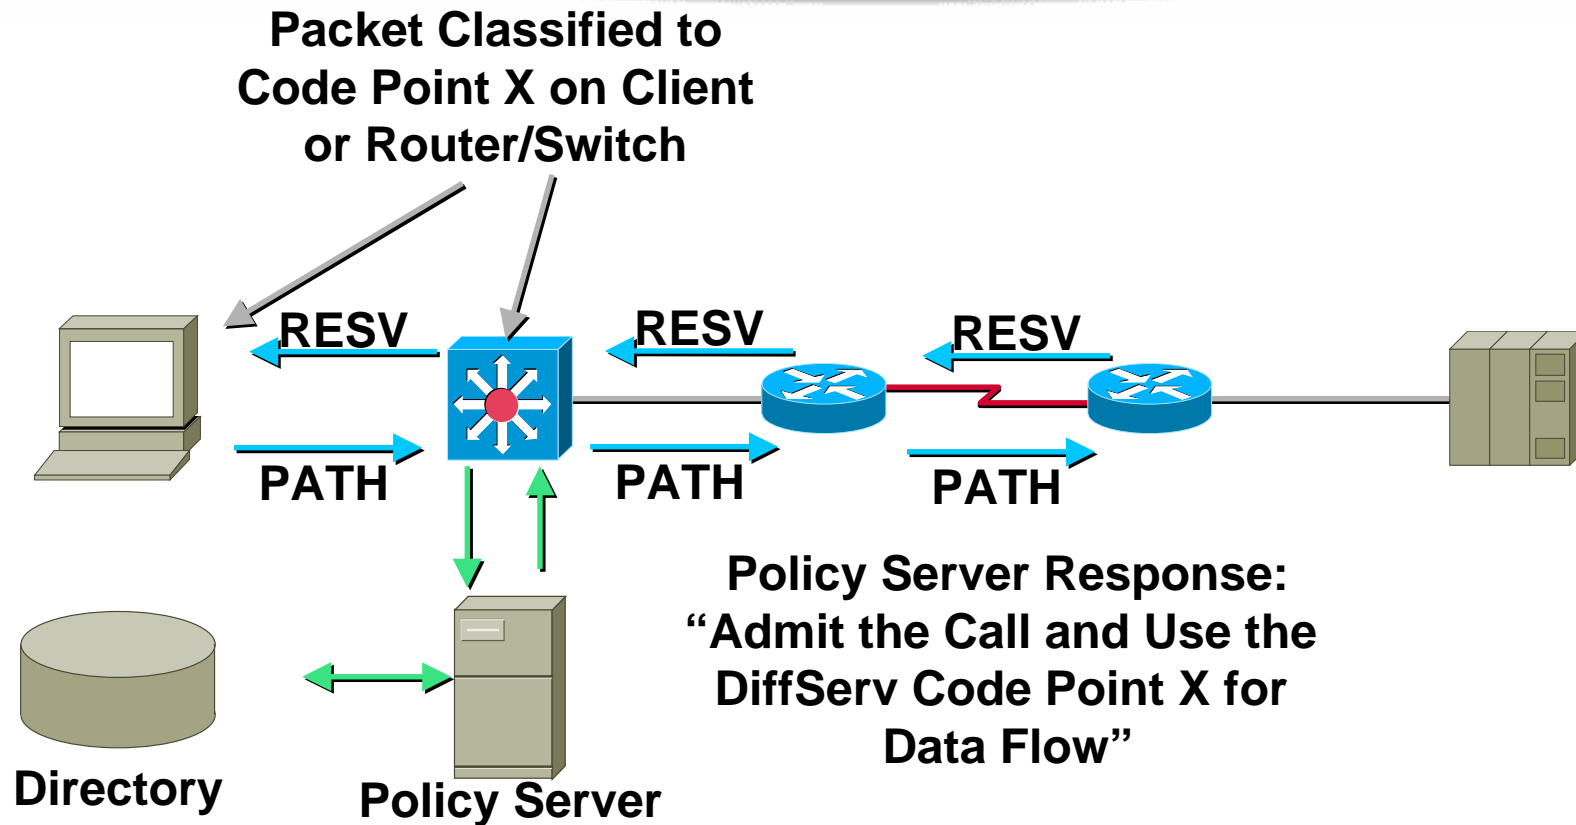 Packet Classified to
Code Point X on Client
or Router/Switch
RESV
RESV
RESV
PATH
PATH
PATH
Policy Server Response:
“Admit the Call and Use the
DiffServ Code Point X for
Data Flow”
Directory
Policy Server